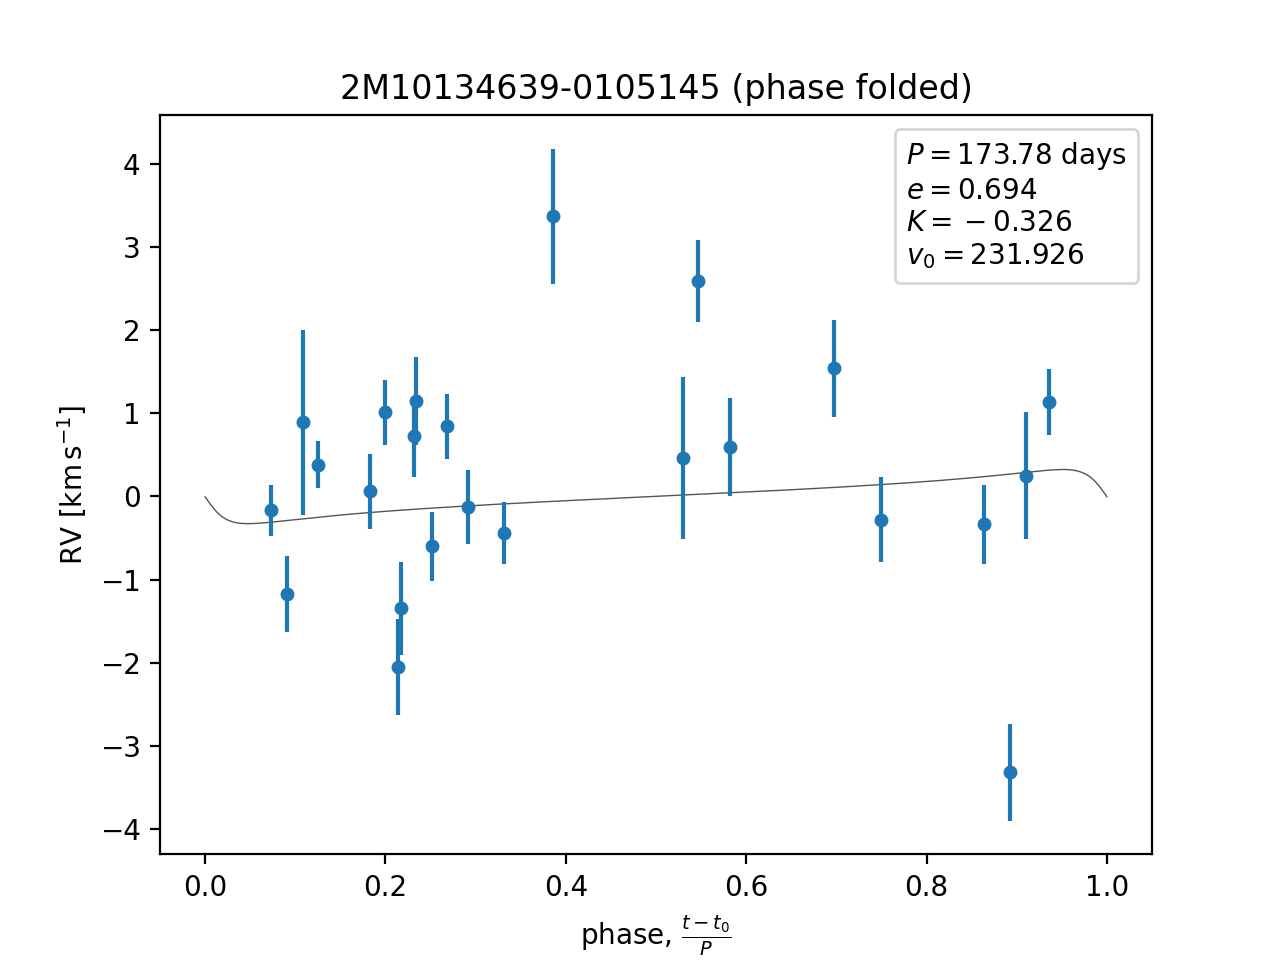 2M10134639-0105145 (phase folded)
P = 173.78 days
e = 0.694
K = −0.326
v₀ = 231.926
RV [km s⁻¹]
4
3
2
1
0
−1
−2
−3
−4
0.0 0.2 0.4 0.6 0.8 1.0
phase, (t − t₀)/P